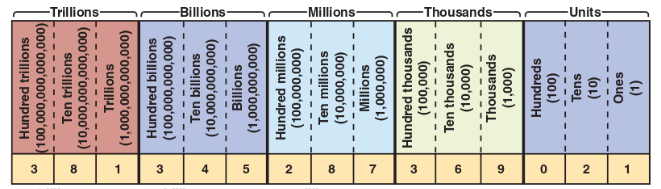 Trillions Billions Millions Thousands Units
Hundred trillions
(100,000,000,000,000)
Ten trillions
(10,000,000,000,000)
Trillions
(1,000,000,000,000)
Hundred billions
(100,000,000,000)
Ten billions
(10,000,000,000)
Billions
(1,000,000,000)
Hundred millions
(100,000,000)
Ten millions
(10,000,000)
Millions
(1,000,000)
Hundred thousands
(100,000)
Ten thousands
(10,000)
Thousands
(1,000)
Hundreds
(100)
Tens
(10)
Ones
(1)
3 8 1 3 4 5 2 8 7 3 6 9 0 2 1